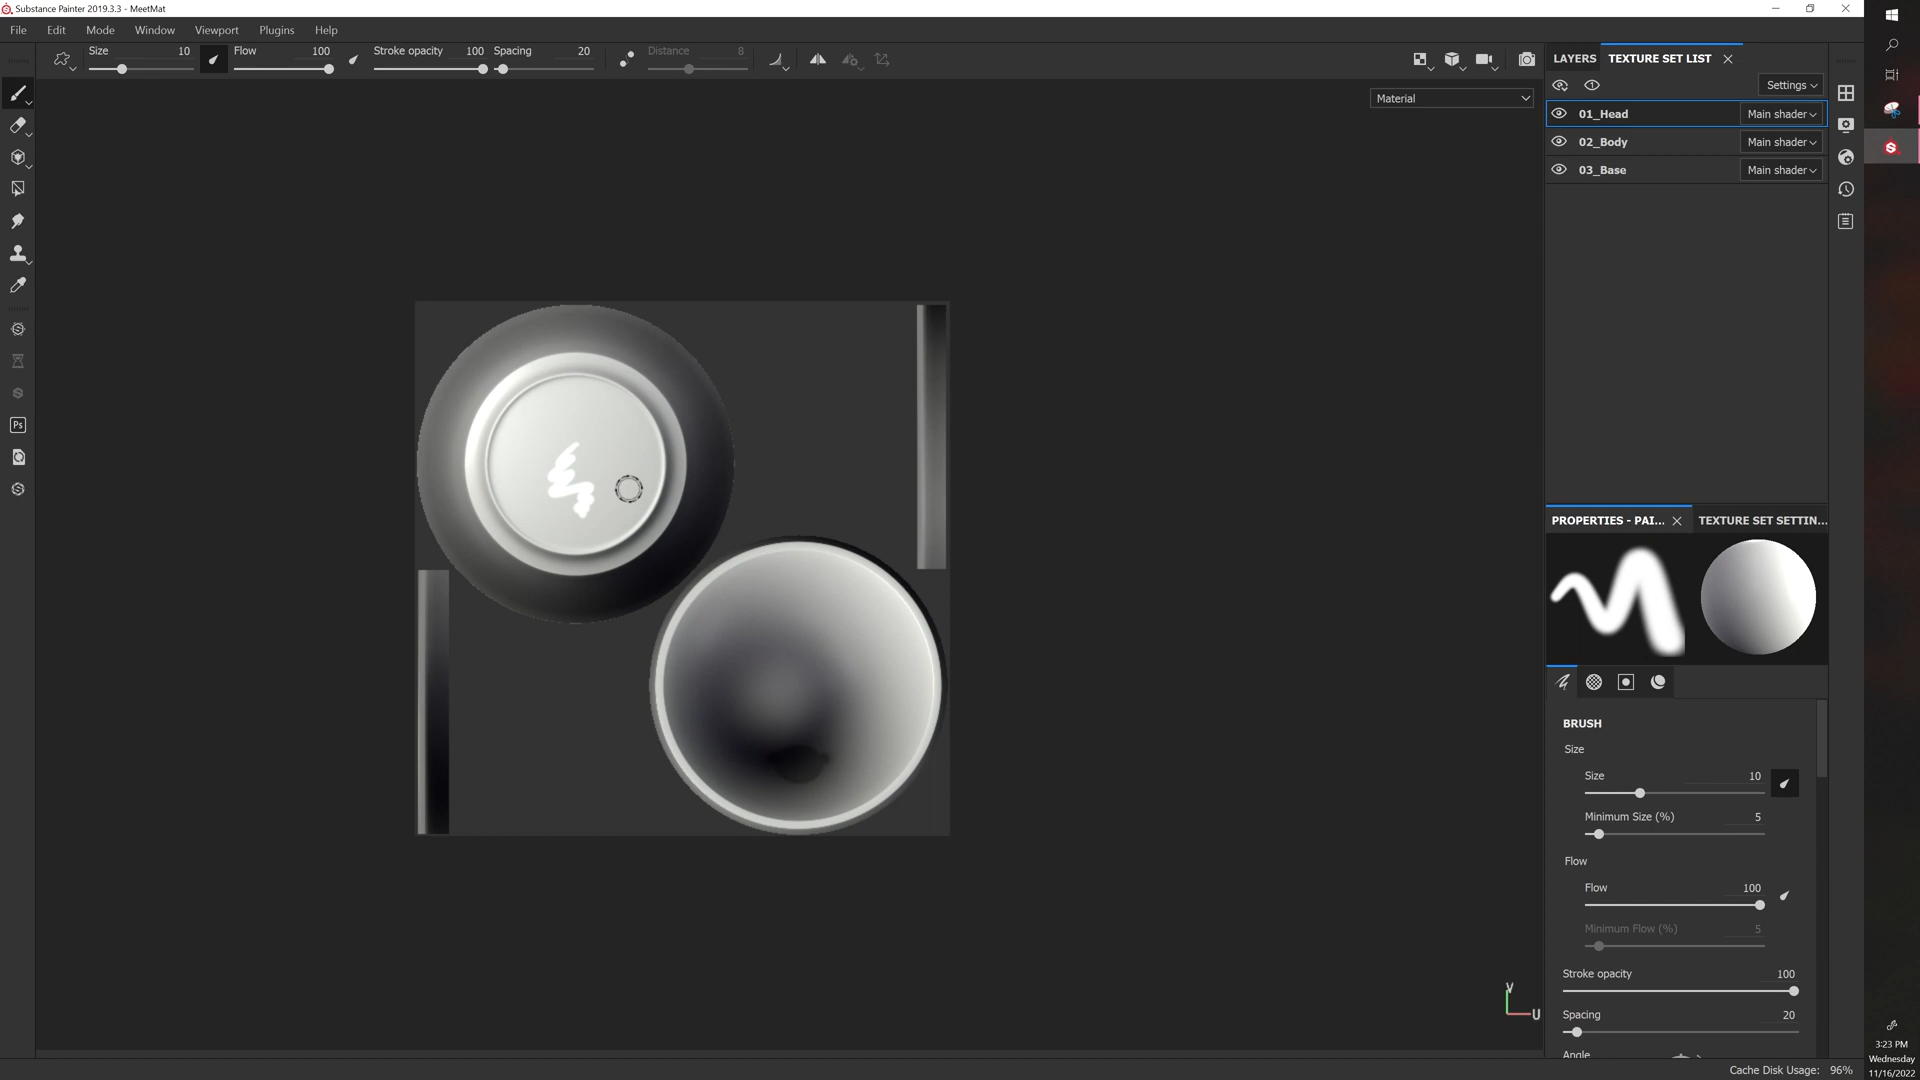 Substance Painter 2019.3.3 - MeetMat
File Edit Mode Window Viewport Plugins Help
Size 10 Flow 100 Stroke opacity 100 Spacing 20 Distance 8
Material
LAYERS TEXTURE SET LIST
Settings
01_Head Main shader
02_Body Main shader
03_Base Main shader
Ps
PROPERTIES - PAI... TEXTURE SET SETTIN...
BRUSH
Size
Size 10
Minimum Size (%) 5
Flow
Flow 100
Minimum Flow (%) 5
Stroke opacity 100
Spacing 20
Angle
V
U
Cache Disk Usage: 96%
3:23 PM
Wednesday
11/16/2022